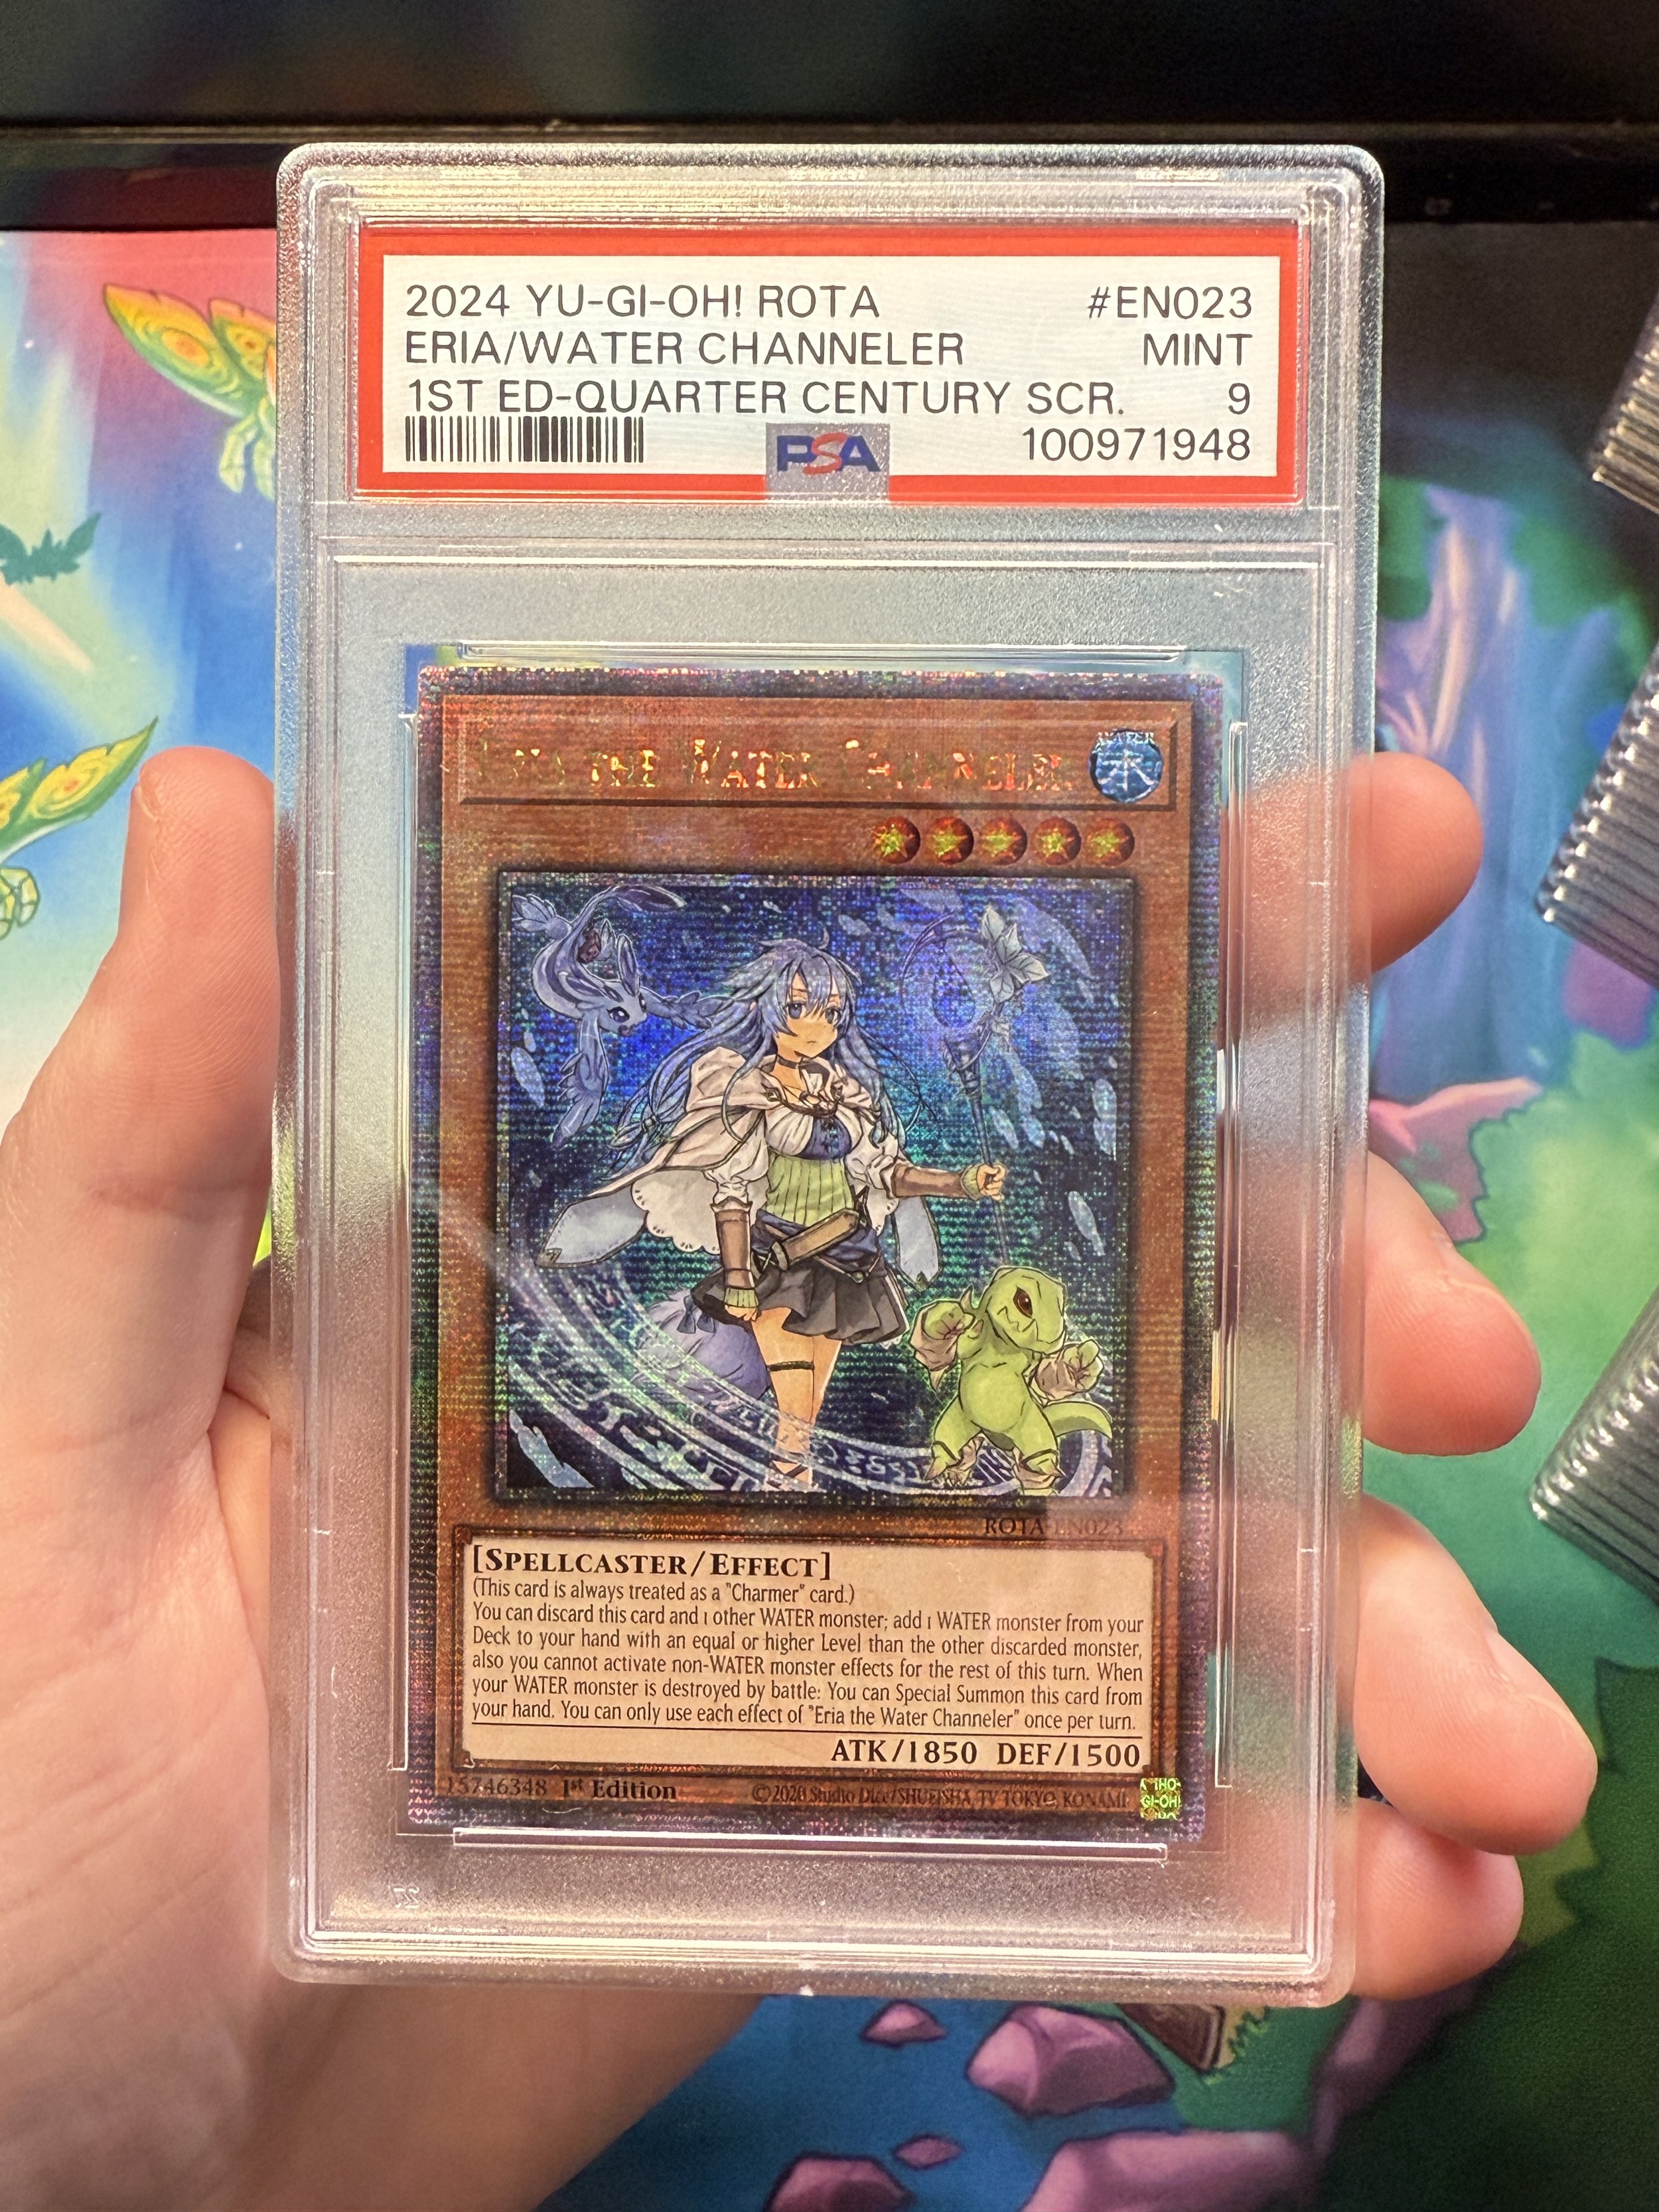 2024 YU-GI-OH! ROTA #EN023
ERIA/WATER CHANNELER MINT
1ST ED-QUARTER CENTURY SCR. 9
PSA 100971948
Eria the Water Channeler
WATER
水
ROTA-EN023
[Spellcaster/Effect]
(This card is always treated as a "Charmer" card.)
You can discard this card and 1 other WATER monster; add 1 WATER monster from your
Deck to your hand with an equal or higher Level than the other discarded monster,
also you cannot activate non-WATER monster effects for the rest of this turn. When
your WATER monster is destroyed by battle: You can Special Summon this card from
your hand. You can only use each effect of "Eria the Water Channeler" once per turn.
ATK/1850 DEF/1500
15746348 1st Edition ©2020 Studio Dice/SHUEISHA, TV TOKYO, KONAMI